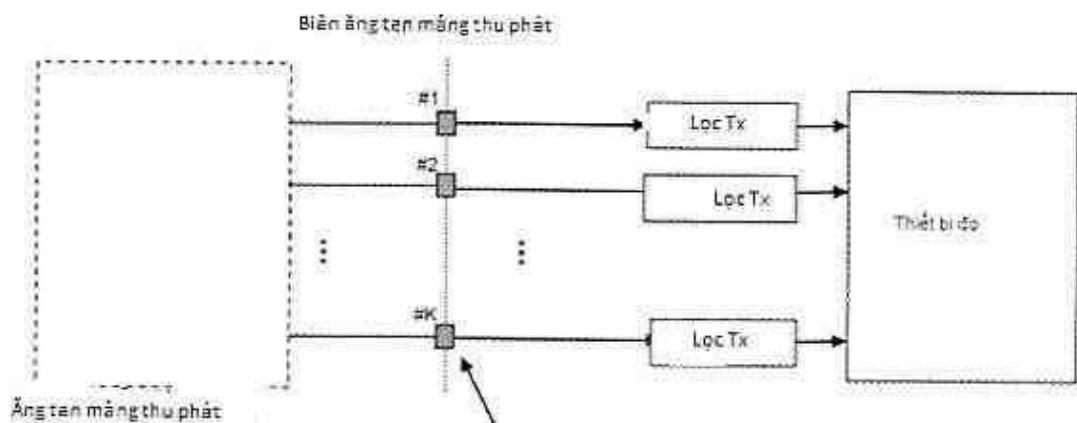 Biên ăng ten mảng thu phát
#1
Lọc Tx
#2
Lọc Tx
Thiết bị đo
...
...
#K
Lọc Tx
Ăng ten mảng thu phát